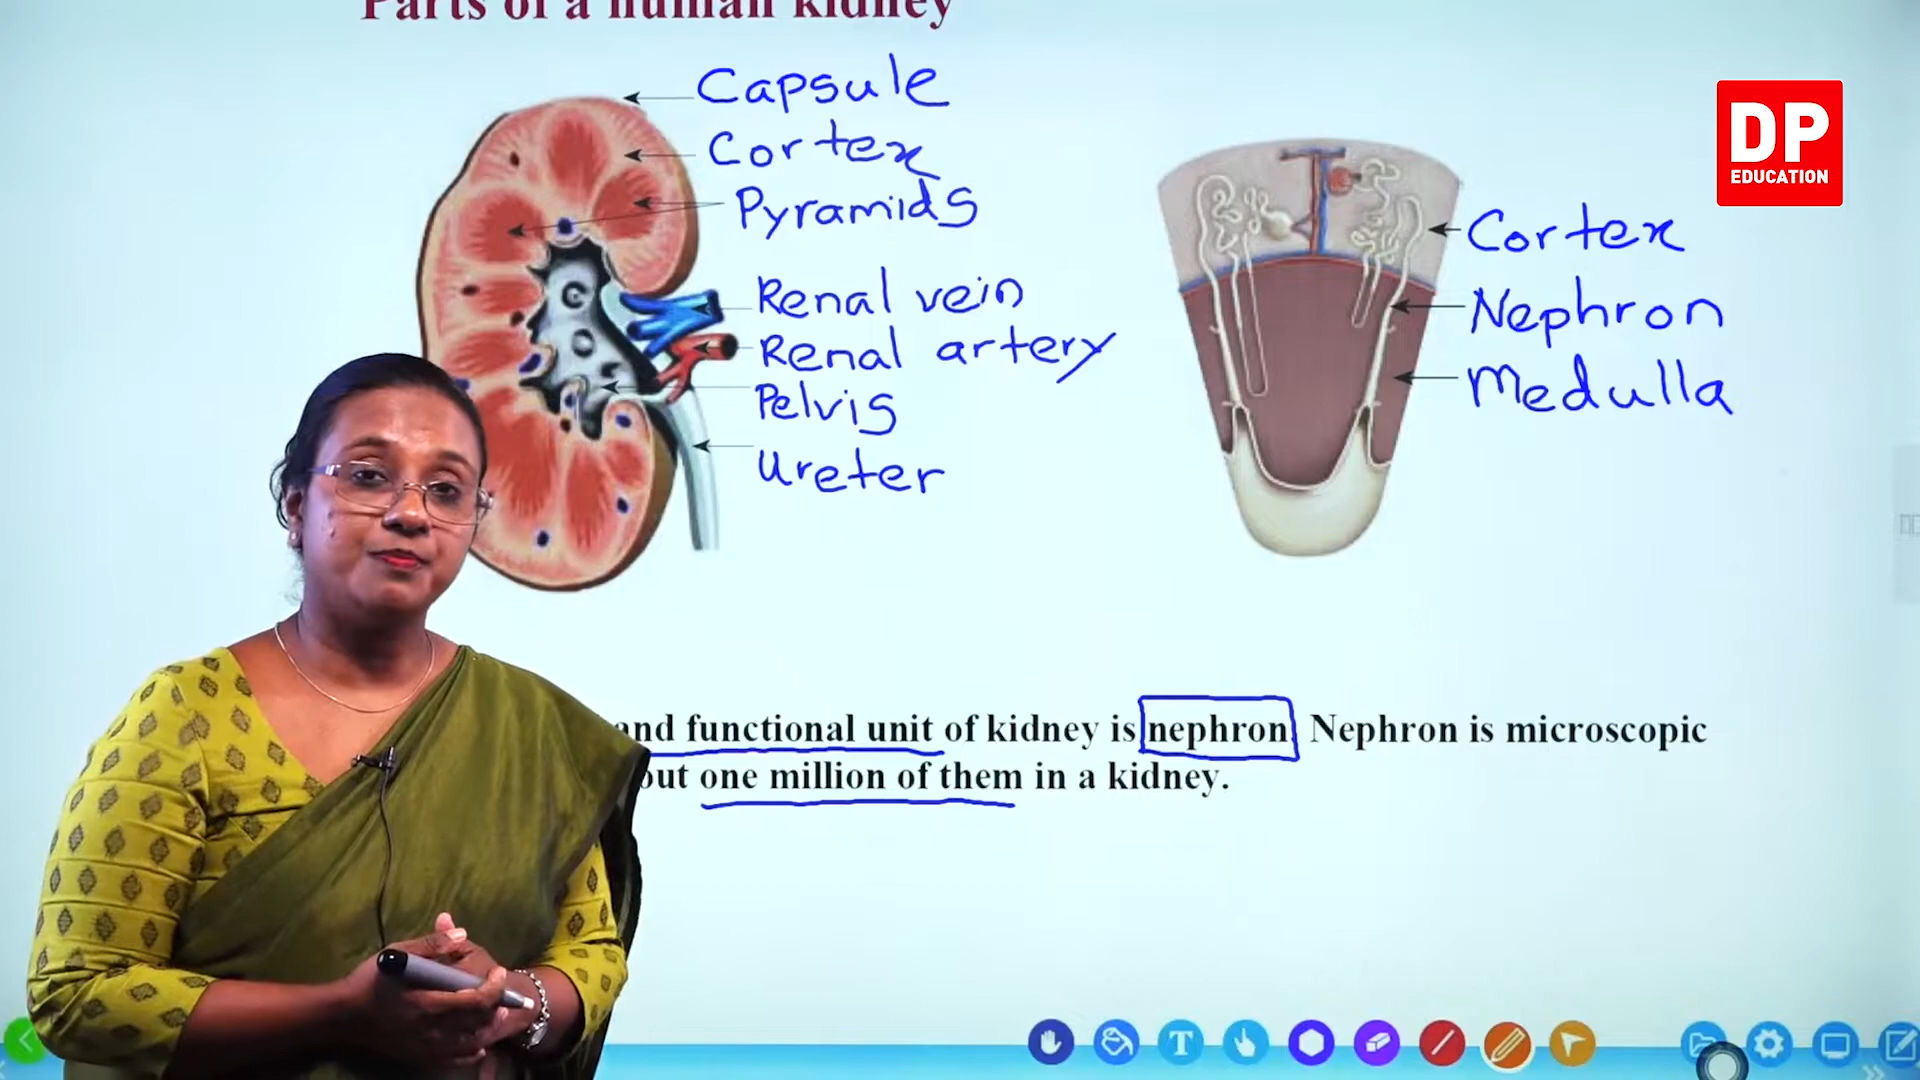 Parts of a human kidney
Capsule
Cortex
Pyramids
Renal vein
Renal artery
Pelvis
Ureter
Cortex
Nephron
Medulla
DP
EDUCATION
and functional unit of kidney is nephron. Nephron is microscopic
one million of them in a kidney.
T